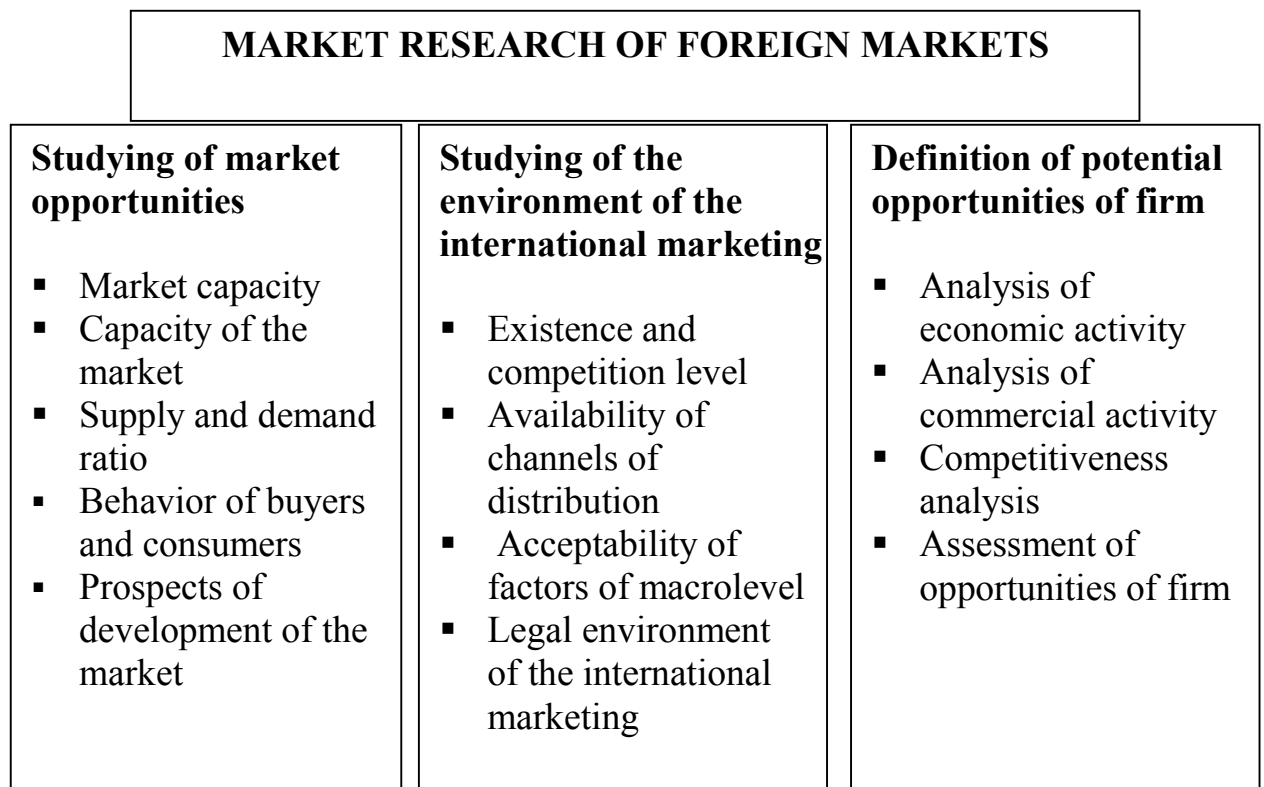 MARKET RESEARCH OF FOREIGN MARKETS
Studying of market
opportunities
▪ Market capacity
▪ Capacity of the
market
▪ Supply and demand
ratio
▪ Behavior of buyers
and consumers
▪ Prospects of
development of the
market
Studying of the
environment of the
international marketing
▪ Existence and
competition level
▪ Availability of
channels of
distribution
▪ Acceptability of
factors of macrolevel
▪ Legal environment
of the international
marketing
Definition of potential
opportunities of firm
▪ Analysis of
economic activity
▪ Analysis of
commercial activity
▪ Competitiveness
analysis
▪ Assessment of
opportunities of firm